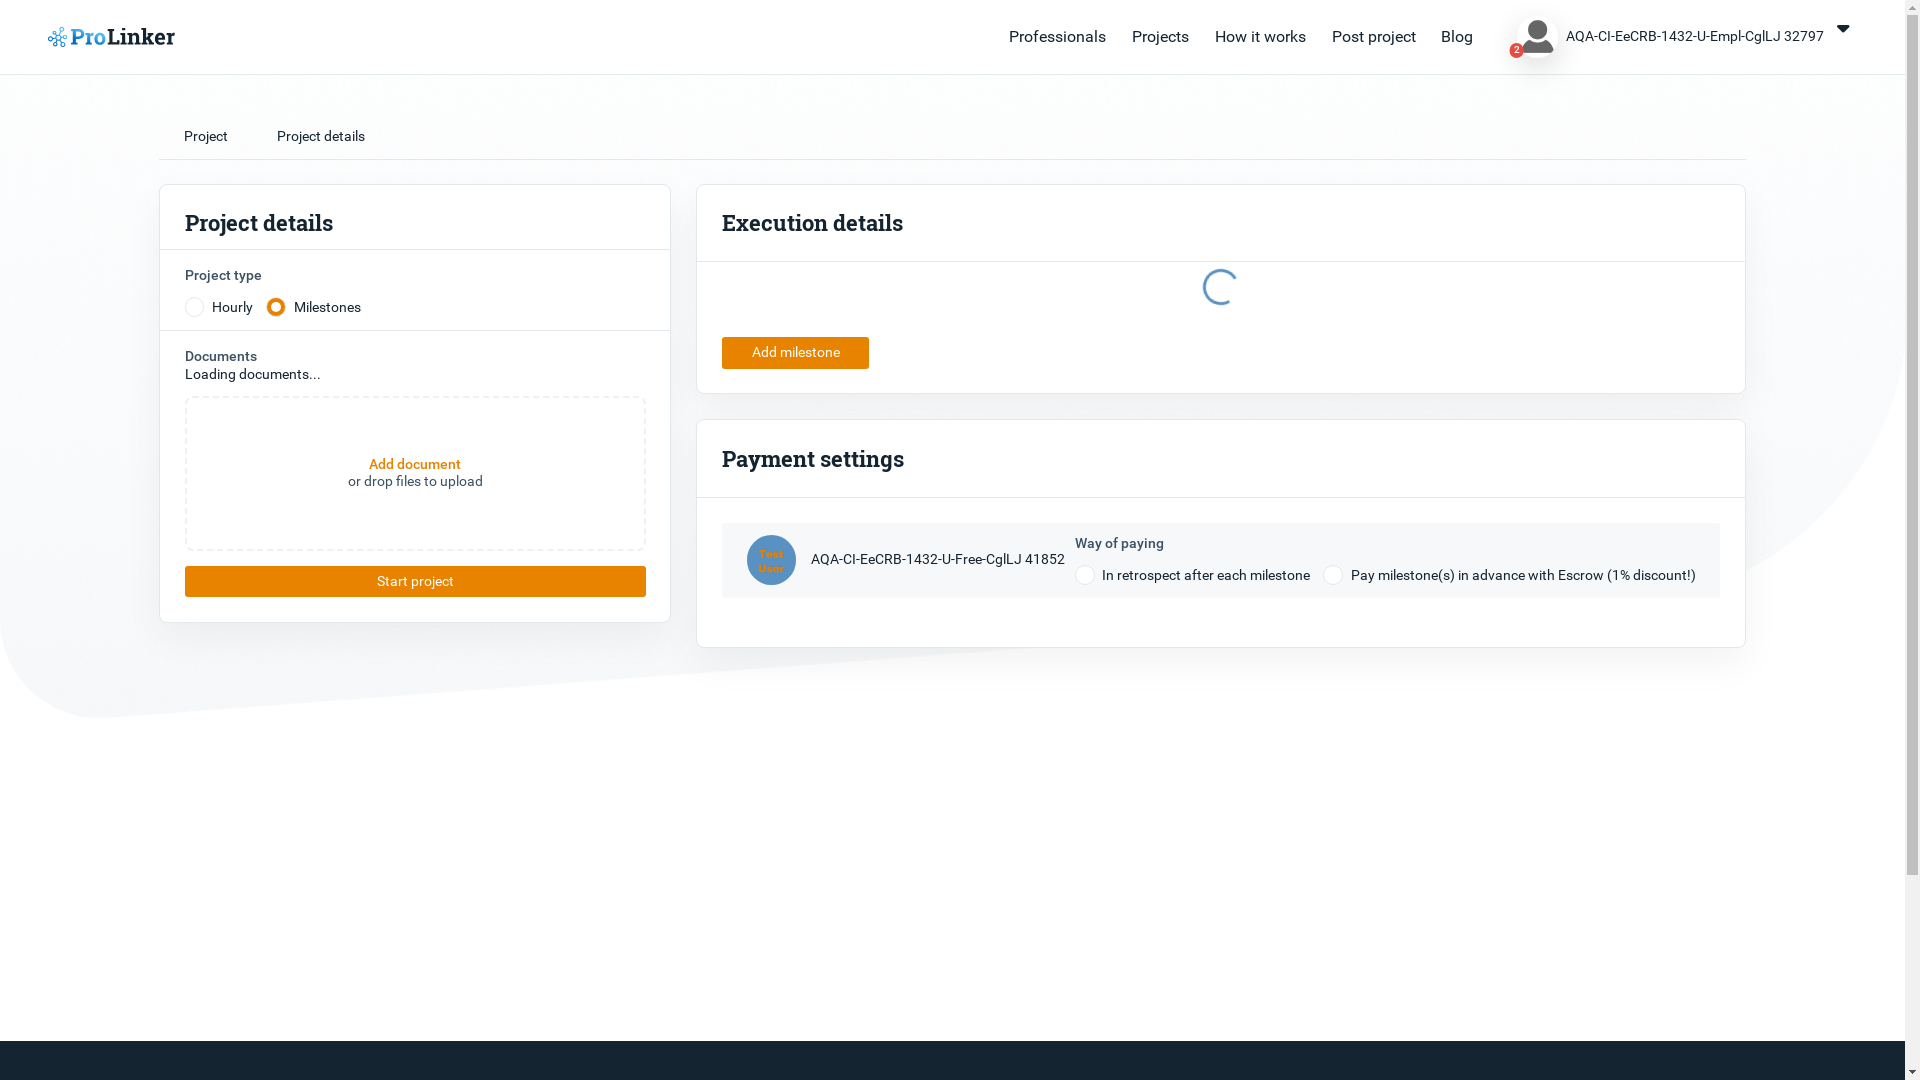 ProLinker
Professionals
Projects
How it works
Post project
Blog
2
AQA-CI-EeCRB-1432-U-Empl-CglLJ 32797
Project
Project details
Project details
Project type
Hourly
Milestones
Documents
Loading documents...
Add document
or drop files to upload
Start project
Execution details
Add milestone
Payment settings
Test
User
AQA-CI-EeCRB-1432-U-Free-CglLJ 41852
Way of paying
In retrospect after each milestone
Pay milestone(s) in advance with Escrow (1% discount!)